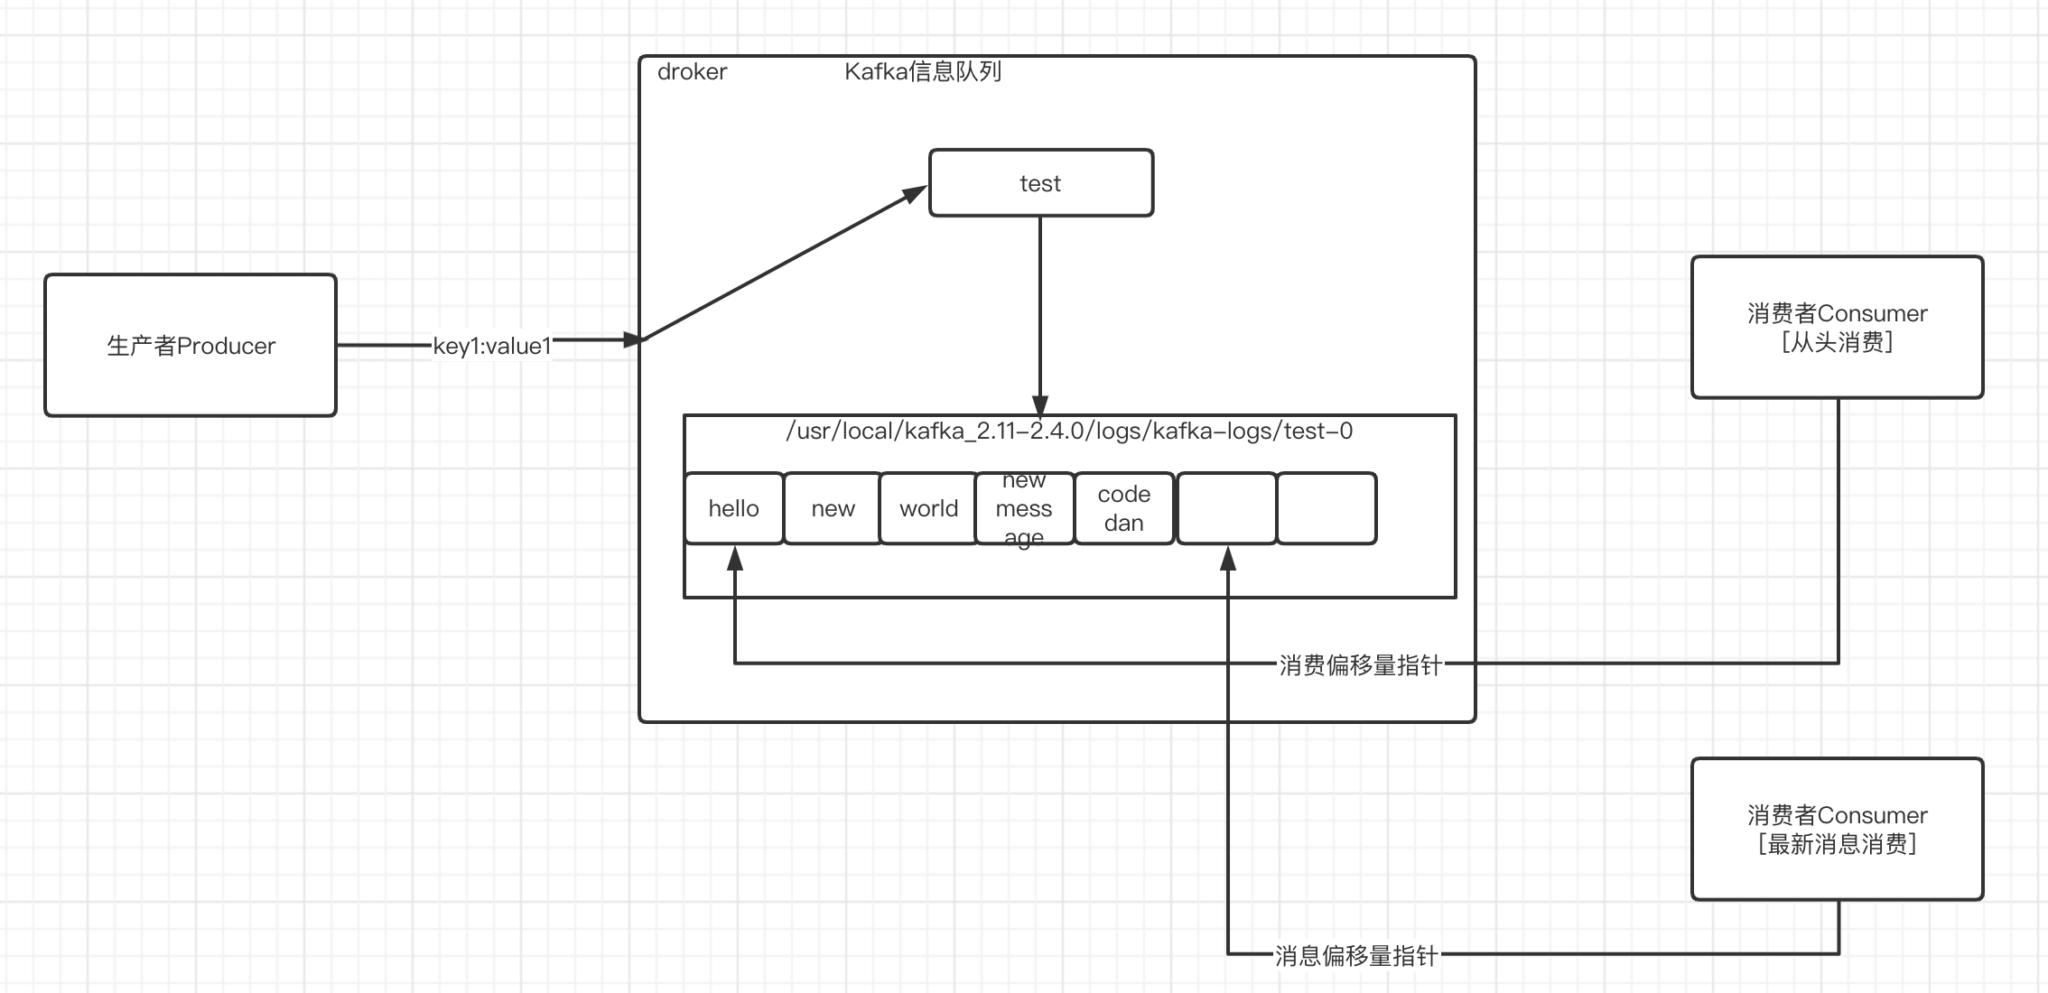 droker
Kafka信息队列
test
生产者Producer
key1:value1
消费者Consumer
[从头消费]
/usr/local/kafka_2.11-2.4.0/logs/kafka-logs/test-0
hello
new
world
new
mess
age
code
dan
消费偏移量指针
消费者Consumer
[最新消息消费]
消息偏移量指针